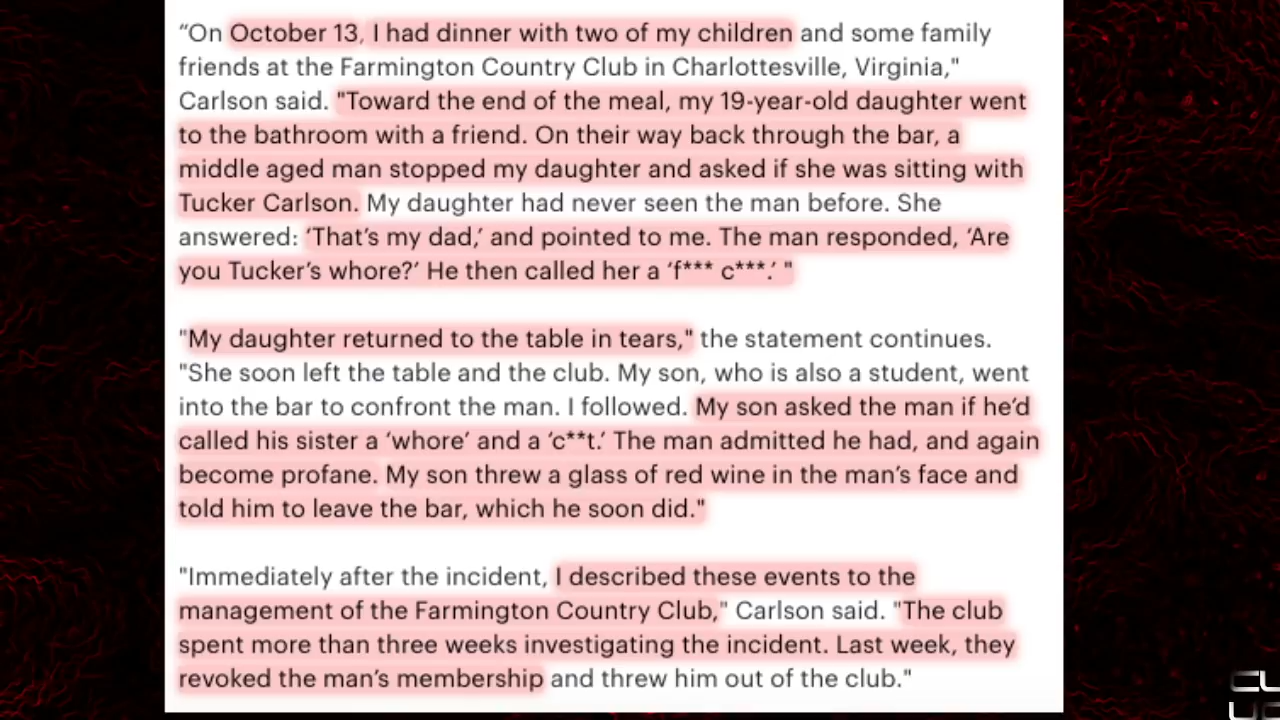 “On October 13, I had dinner with two of my children and some family
friends at the Farmington Country Club in Charlottesville, Virginia,"
Carlson said. "Toward the end of the meal, my 19-year-old daughter went
to the bathroom with a friend. On their way back through the bar, a
middle aged man stopped my daughter and asked if she was sitting with
Tucker Carlson. My daughter had never seen the man before. She
answered: ‘That’s my dad,’ and pointed to me. The man responded, ‘Are
you Tucker’s whore?’ He then called her a ‘f*** c***.’ "
"My daughter returned to the table in tears," the statement continues.
"She soon left the table and the club. My son, who is also a student, went
into the bar to confront the man. I followed. My son asked the man if he’d
called his sister a ‘whore’ and a ‘c**t.’ The man admitted he had, and again
become profane. My son threw a glass of red wine in the man’s face and
told him to leave the bar, which he soon did."
"Immediately after the incident, I described these events to the
management of the Farmington Country Club," Carlson said. "The club
spent more than three weeks investigating the incident. Last week, they
revoked the man’s membership and threw him out of the club."